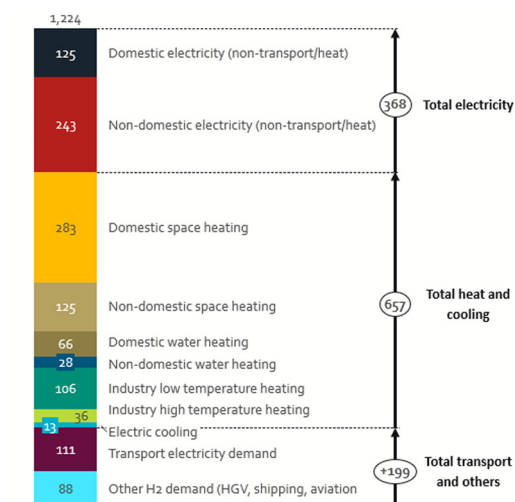 1,224
125 Domestic electricity (non-transport/heat)
368 Total electricity
243 Non-domestic electricity (non-transport/heat)
283 Domestic space heating
125 Non-domestic space heating
657 Total heat and
cooling
66 Domestic water heating
28 Non-domestic water heating
106 Industry low temperature heating
36 Industry high temperature heating
13 Electric cooling
111 Transport electricity demand
+199 Total transport
and others
88 Other H2 demand (HGV, shipping, aviation